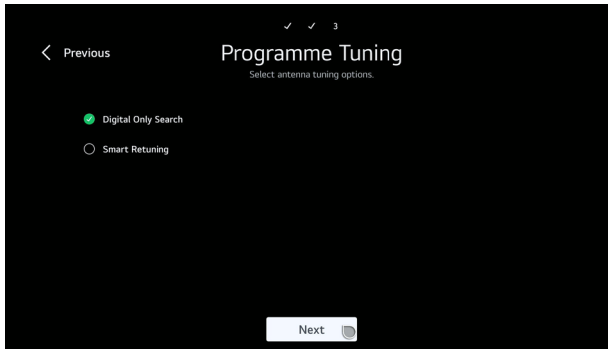 3
Previous
Programme Tuning
Select antenna tuning options.
Digital Only Search
Smart Retuning
Next